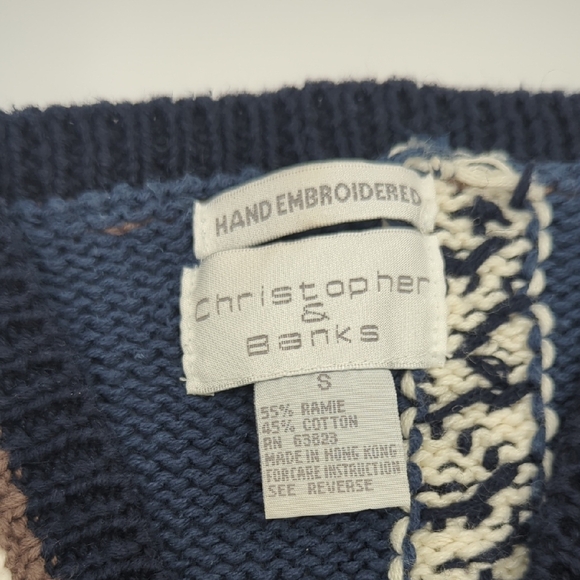 HAND EMBROIDERED
Christopher
&
Banks
S
55% RAMIE
45% COTTON
RN 63823
MADE IN HONG KONG
FOR CARE INSTRUCTION
SEE REVERSE